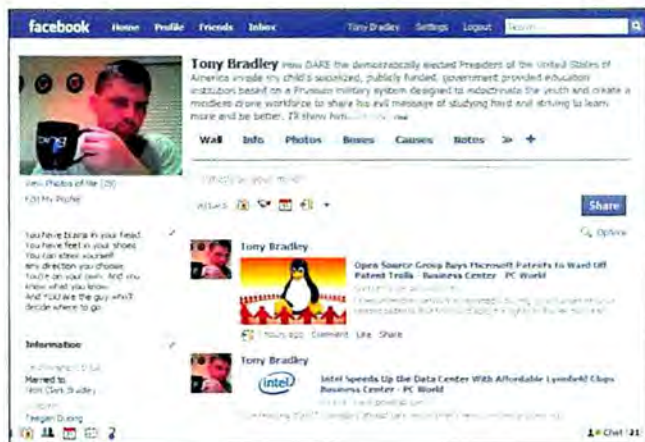 facebook Home Profile Friends Inbox Tony Bradley Settings Logout Search
Tony Bradley How DARE the democratically elected President of the United States of
America invade my child's socialized, publicly funded, government provided education
institution based on a Prussian military system designed to indoctrinate the youth and create a
mindless drone workforce to share his evil message of studying hard and striving to learn
more and be better. I'll show him
bing
Wall Info Photos Boxes Causes Notes >> +
View Photos of Me
Edit My Profile
Share
Options
You have brains in your head.
You have feet in your shoes.
You can steer yourself
any direction you choose.
You're on your own. And you
know what you know.
And YOU are the guy who'll
decide where to go.
Tony Bradley
Open Source Group Buys Microsoft Patents to Ward Off
Patent Trolls - Business Center - PC World
hours ago Comment Like Share
Information
Married to
Bradley
Tony Bradley
intel
Intel Speeds Up the Data Center With Affordable Lynnfield Chips
Business Center - PC World
Chat (21)